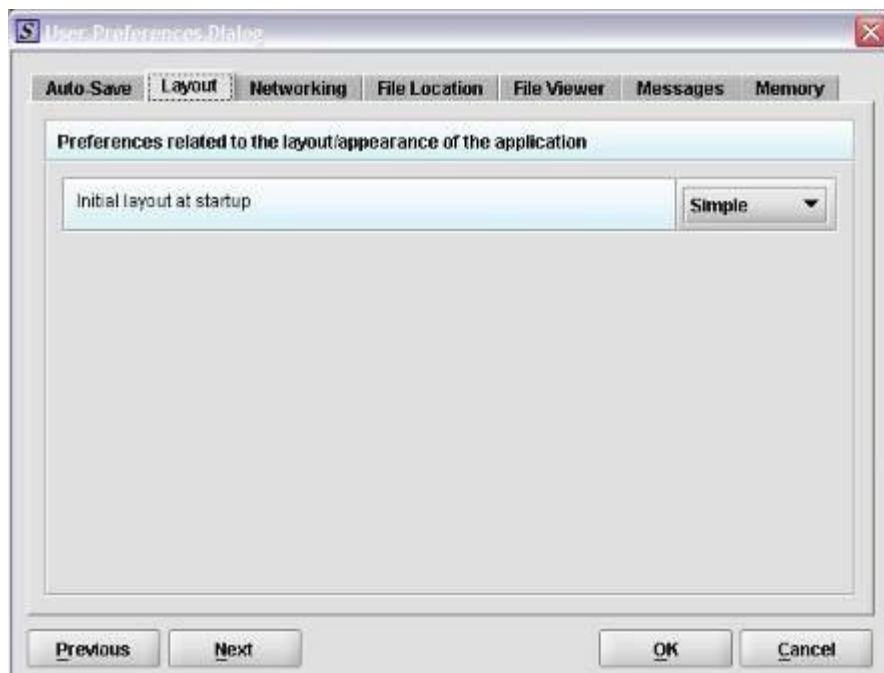 S User Preferences Dialog
Auto Save Layout Networking File Location File Viewer Messages Memory
Preferences related to the layout/appearance of the application
Initial layout at startup Simple
Previous Next OK Cancel